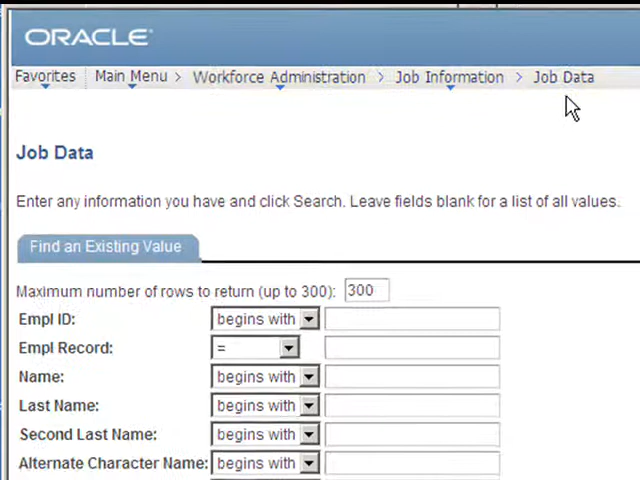 ORACLE
Favorites Main Menu > Workforce Administration > Job Information > Job Data
Job Data
Enter any information you have and click Search. Leave fields blank for a list of all values.
Find an Existing Value
Maximum number of rows to return (up to 300): 300
Empl ID: begins with
Empl Record: =
Name: begins with
Last Name: begins with
Second Last Name: begins with
Alternate Character Name: begins with